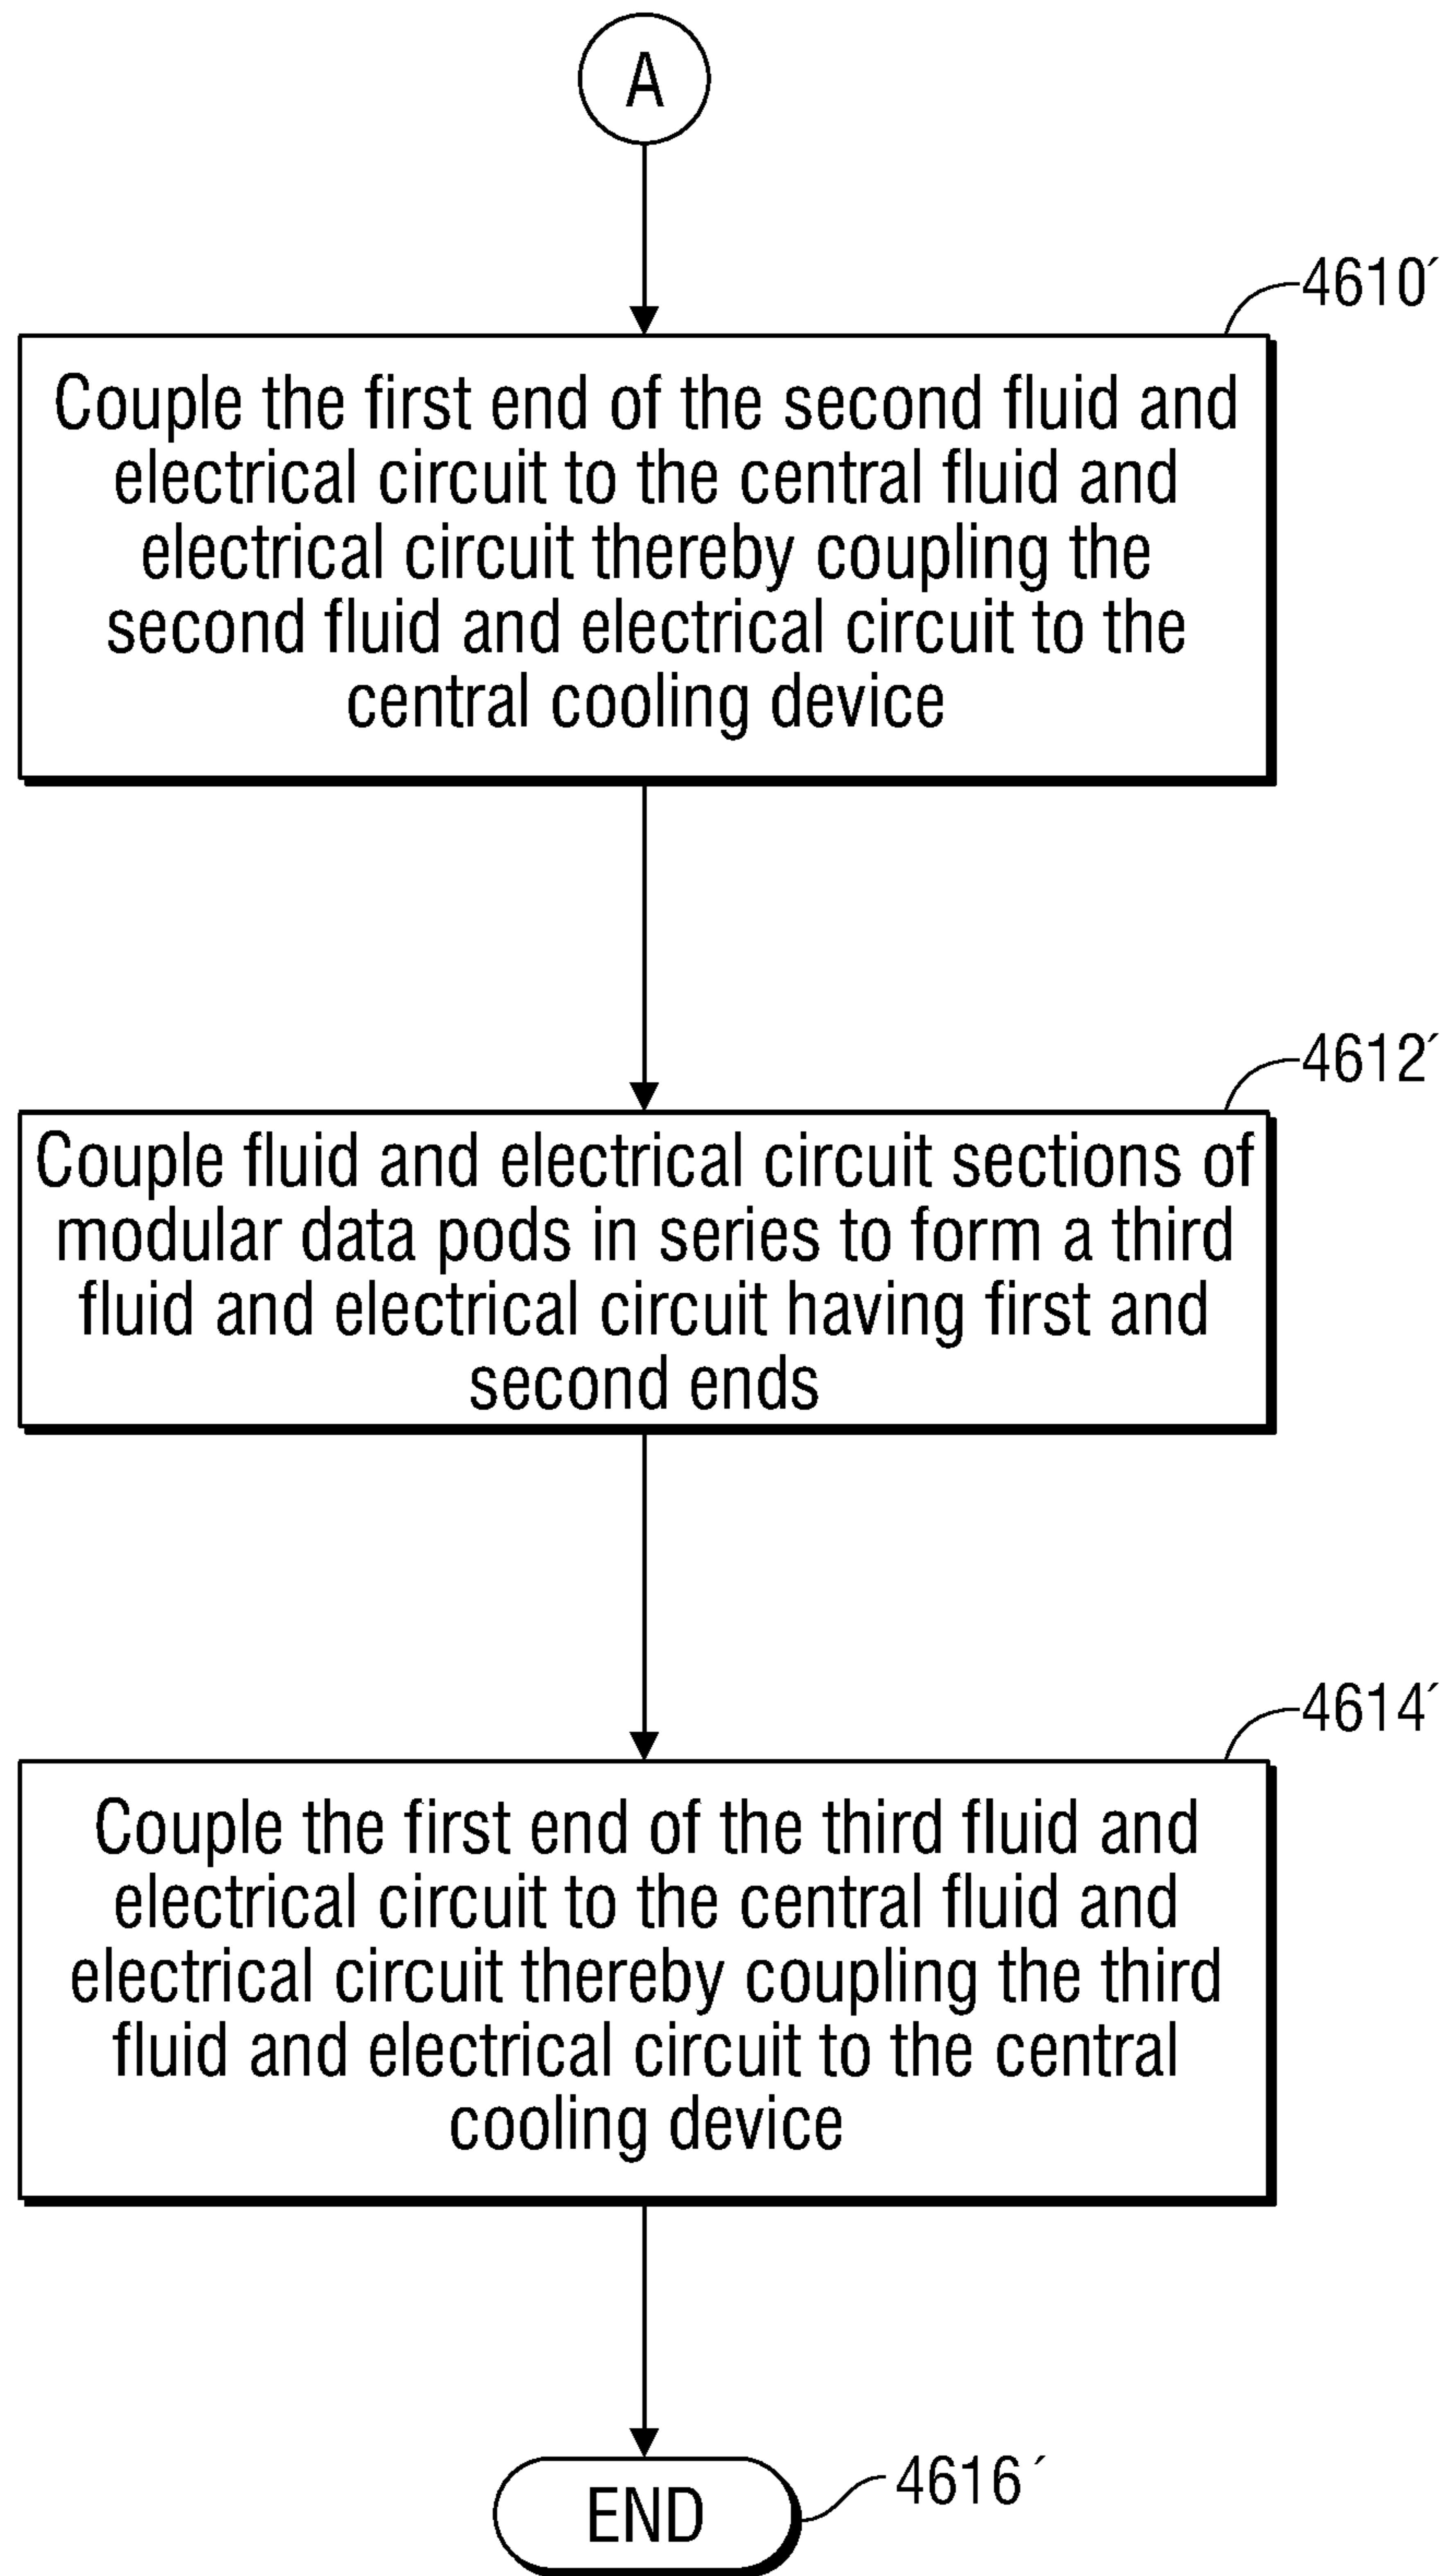 A
4610´
Couple the first end of the second fluid and
electrical circuit to the central fluid and
electrical circuit thereby coupling the
second fluid and electrical circuit to the
central cooling device
4612´
Couple fluid and electrical circuit sections of
modular data pods in series to form a third
fluid and electrical circuit having first and
second ends
4614´
Couple the first end of the third fluid and
electrical circuit to the central fluid and
electrical circuit thereby coupling the third
fluid and electrical circuit to the central
cooling device
END
4616´